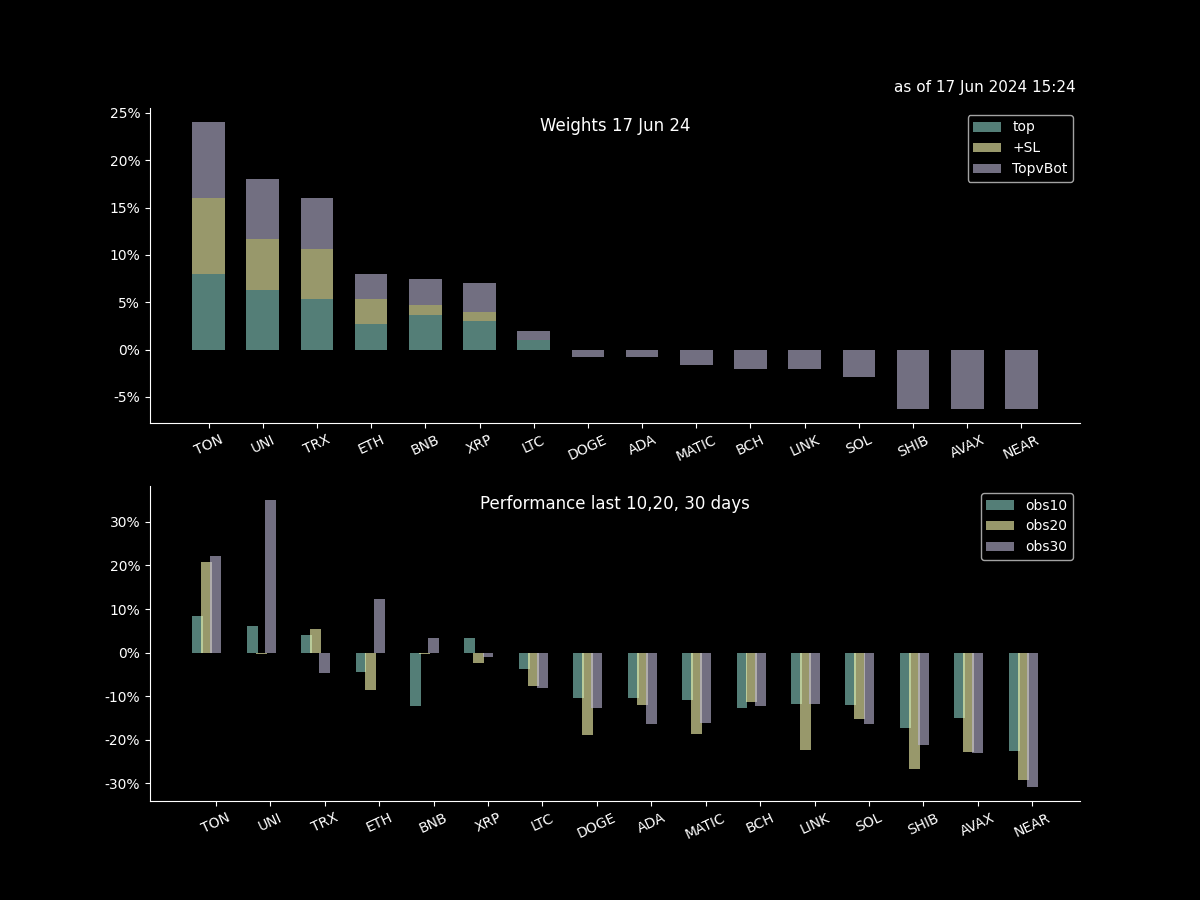 as of 17 Jun 2024 15:24
Weights 17 Jun 24
top
+SL
TopvBot
25%
20%
15%
10%
5%
0%
-5%
TON UNI TRX ETH BNB XRP LTC DOGE ADA MATIC BCH LINK SOL SHIB AVAX NEAR
Performance last 10,20, 30 days
obs10
obs20
obs30
30%
20%
10%
0%
-10%
-20%
-30%
TON UNI TRX ETH BNB XRP LTC DOGE ADA MATIC BCH LINK SOL SHIB AVAX NEAR